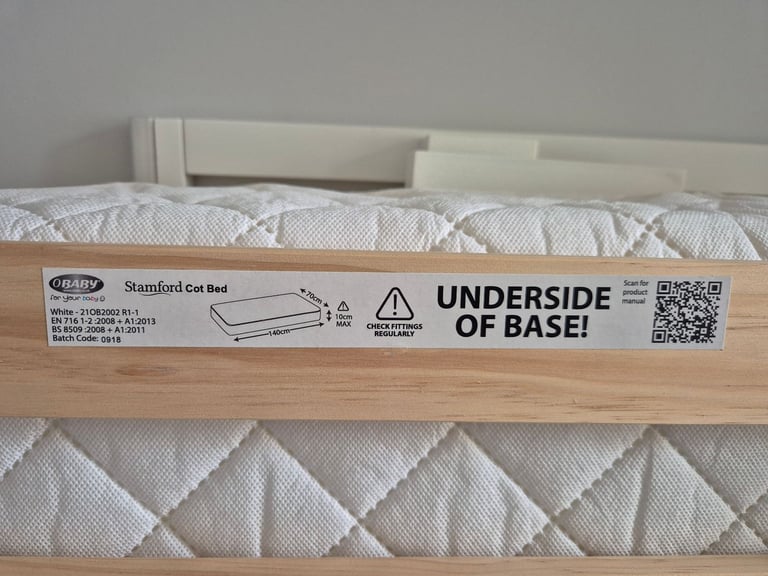 OBABY
for your baby
Stamford Cot Bed
White - 21OB2002 R1-1
EN 716 1-2 :2008 + A1:2013
BS 8509 :2008 + A1:2011
Batch Code: 0918
70cm
10cm
MAX
140cm
CHECK FITTINGS
REGULARLY
UNDERSIDE
OF BASE!
Scan for
product
manual